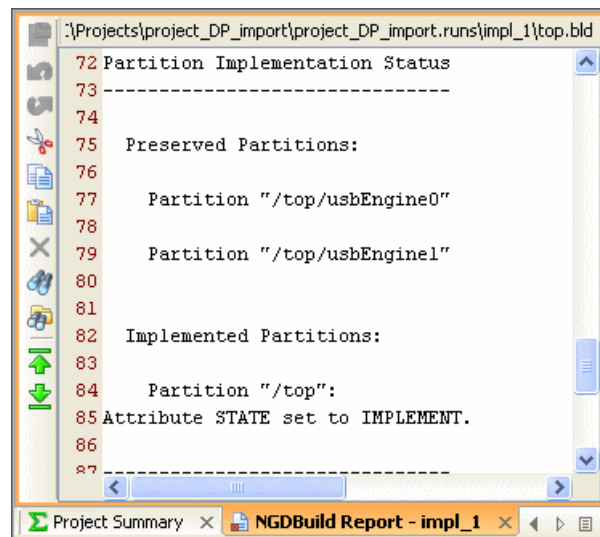 :\Projects\project_DP_import\project_DP_import.runs\impl_1\top.bld
72 Partition Implementation Status
73 -------------------------------
74
75 Preserved Partitions:
76
77 Partition "/top/usbEngine0"
78
79 Partition "/top/usbEngine1"
80
81
82 Implemented Partitions:
83
84 Partition "/top":
85 Attribute STATE set to IMPLEMENT.
86
87 -------------------------------
Project Summary NGDBuild Report - impl_1